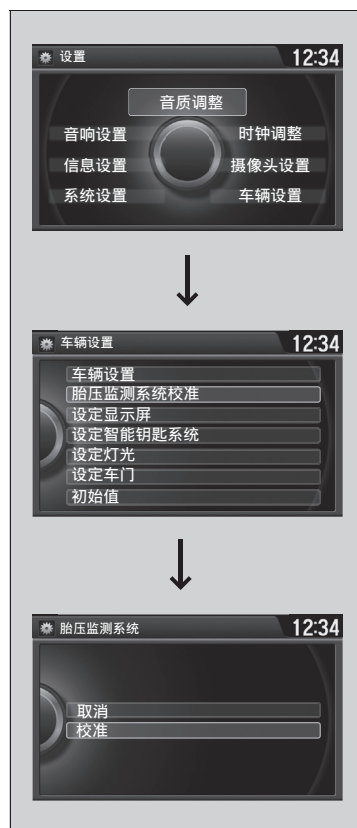 设置 12:34
音质调整
音响设置 时钟调整
信息设置 摄像头设置
系统设置 车辆设置
车辆设置 12:34
车辆设置
胎压监测系统校准
设定显示屏
设定智能钥匙系统
设定灯光
设定车门
初始值
胎压监测系统 12:34
取消
校准